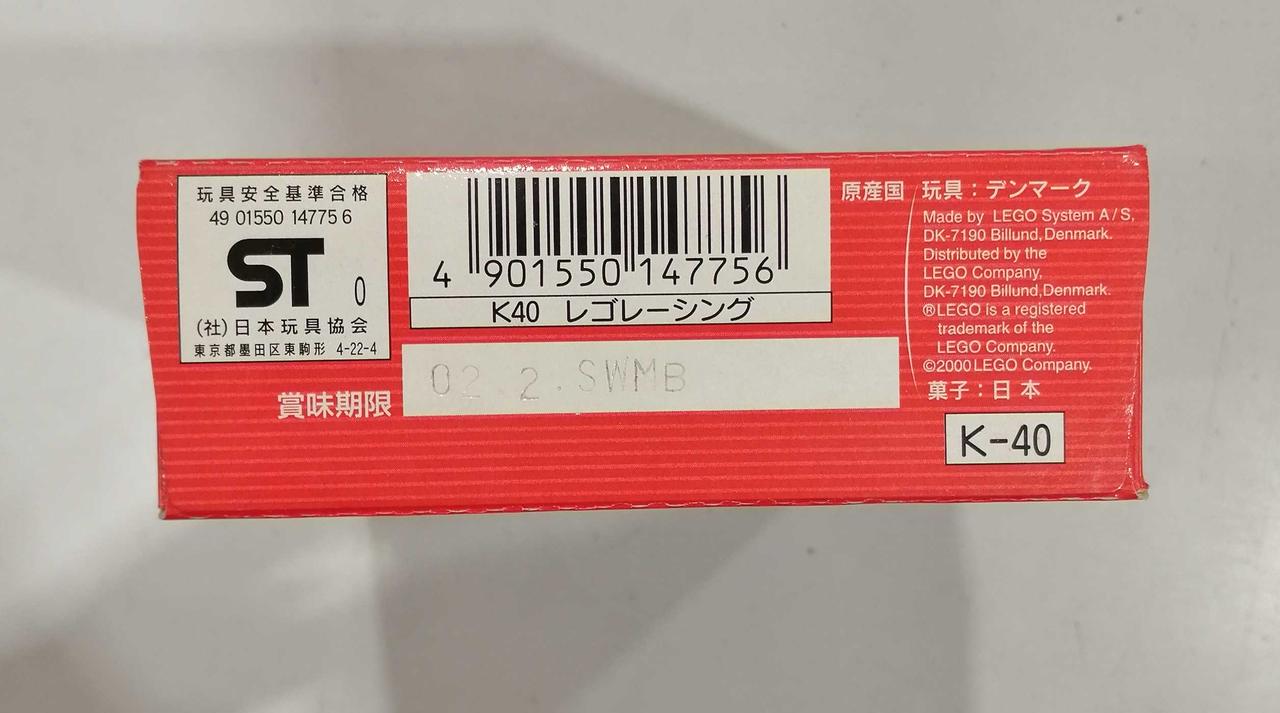 玩具安全基準合格
49 01550 14775 6
ST 0
(社)日本玩具協会
東京都墨田区東駒形 4-22-4
4 901550 147756
K40 レゴレーシング
賞味期限
02.2.SWMB
原産国
玩具:デンマーク
Made by LEGO System A/S,
DK-7190 Billund,Denmark.
Distributed by the
LEGO Company,
DK-7190 Billund,Denmark.
®LEGO is a registered
trademark of the
LEGO Company.
©2000 LEGO Company.
菓子:日本
K-40